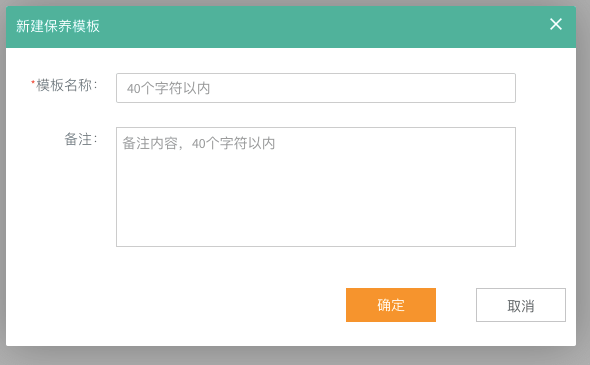 新建保养模板
*模板名称：
40个字符以内
备注：
备注内容，40个字符以内
确定
取消